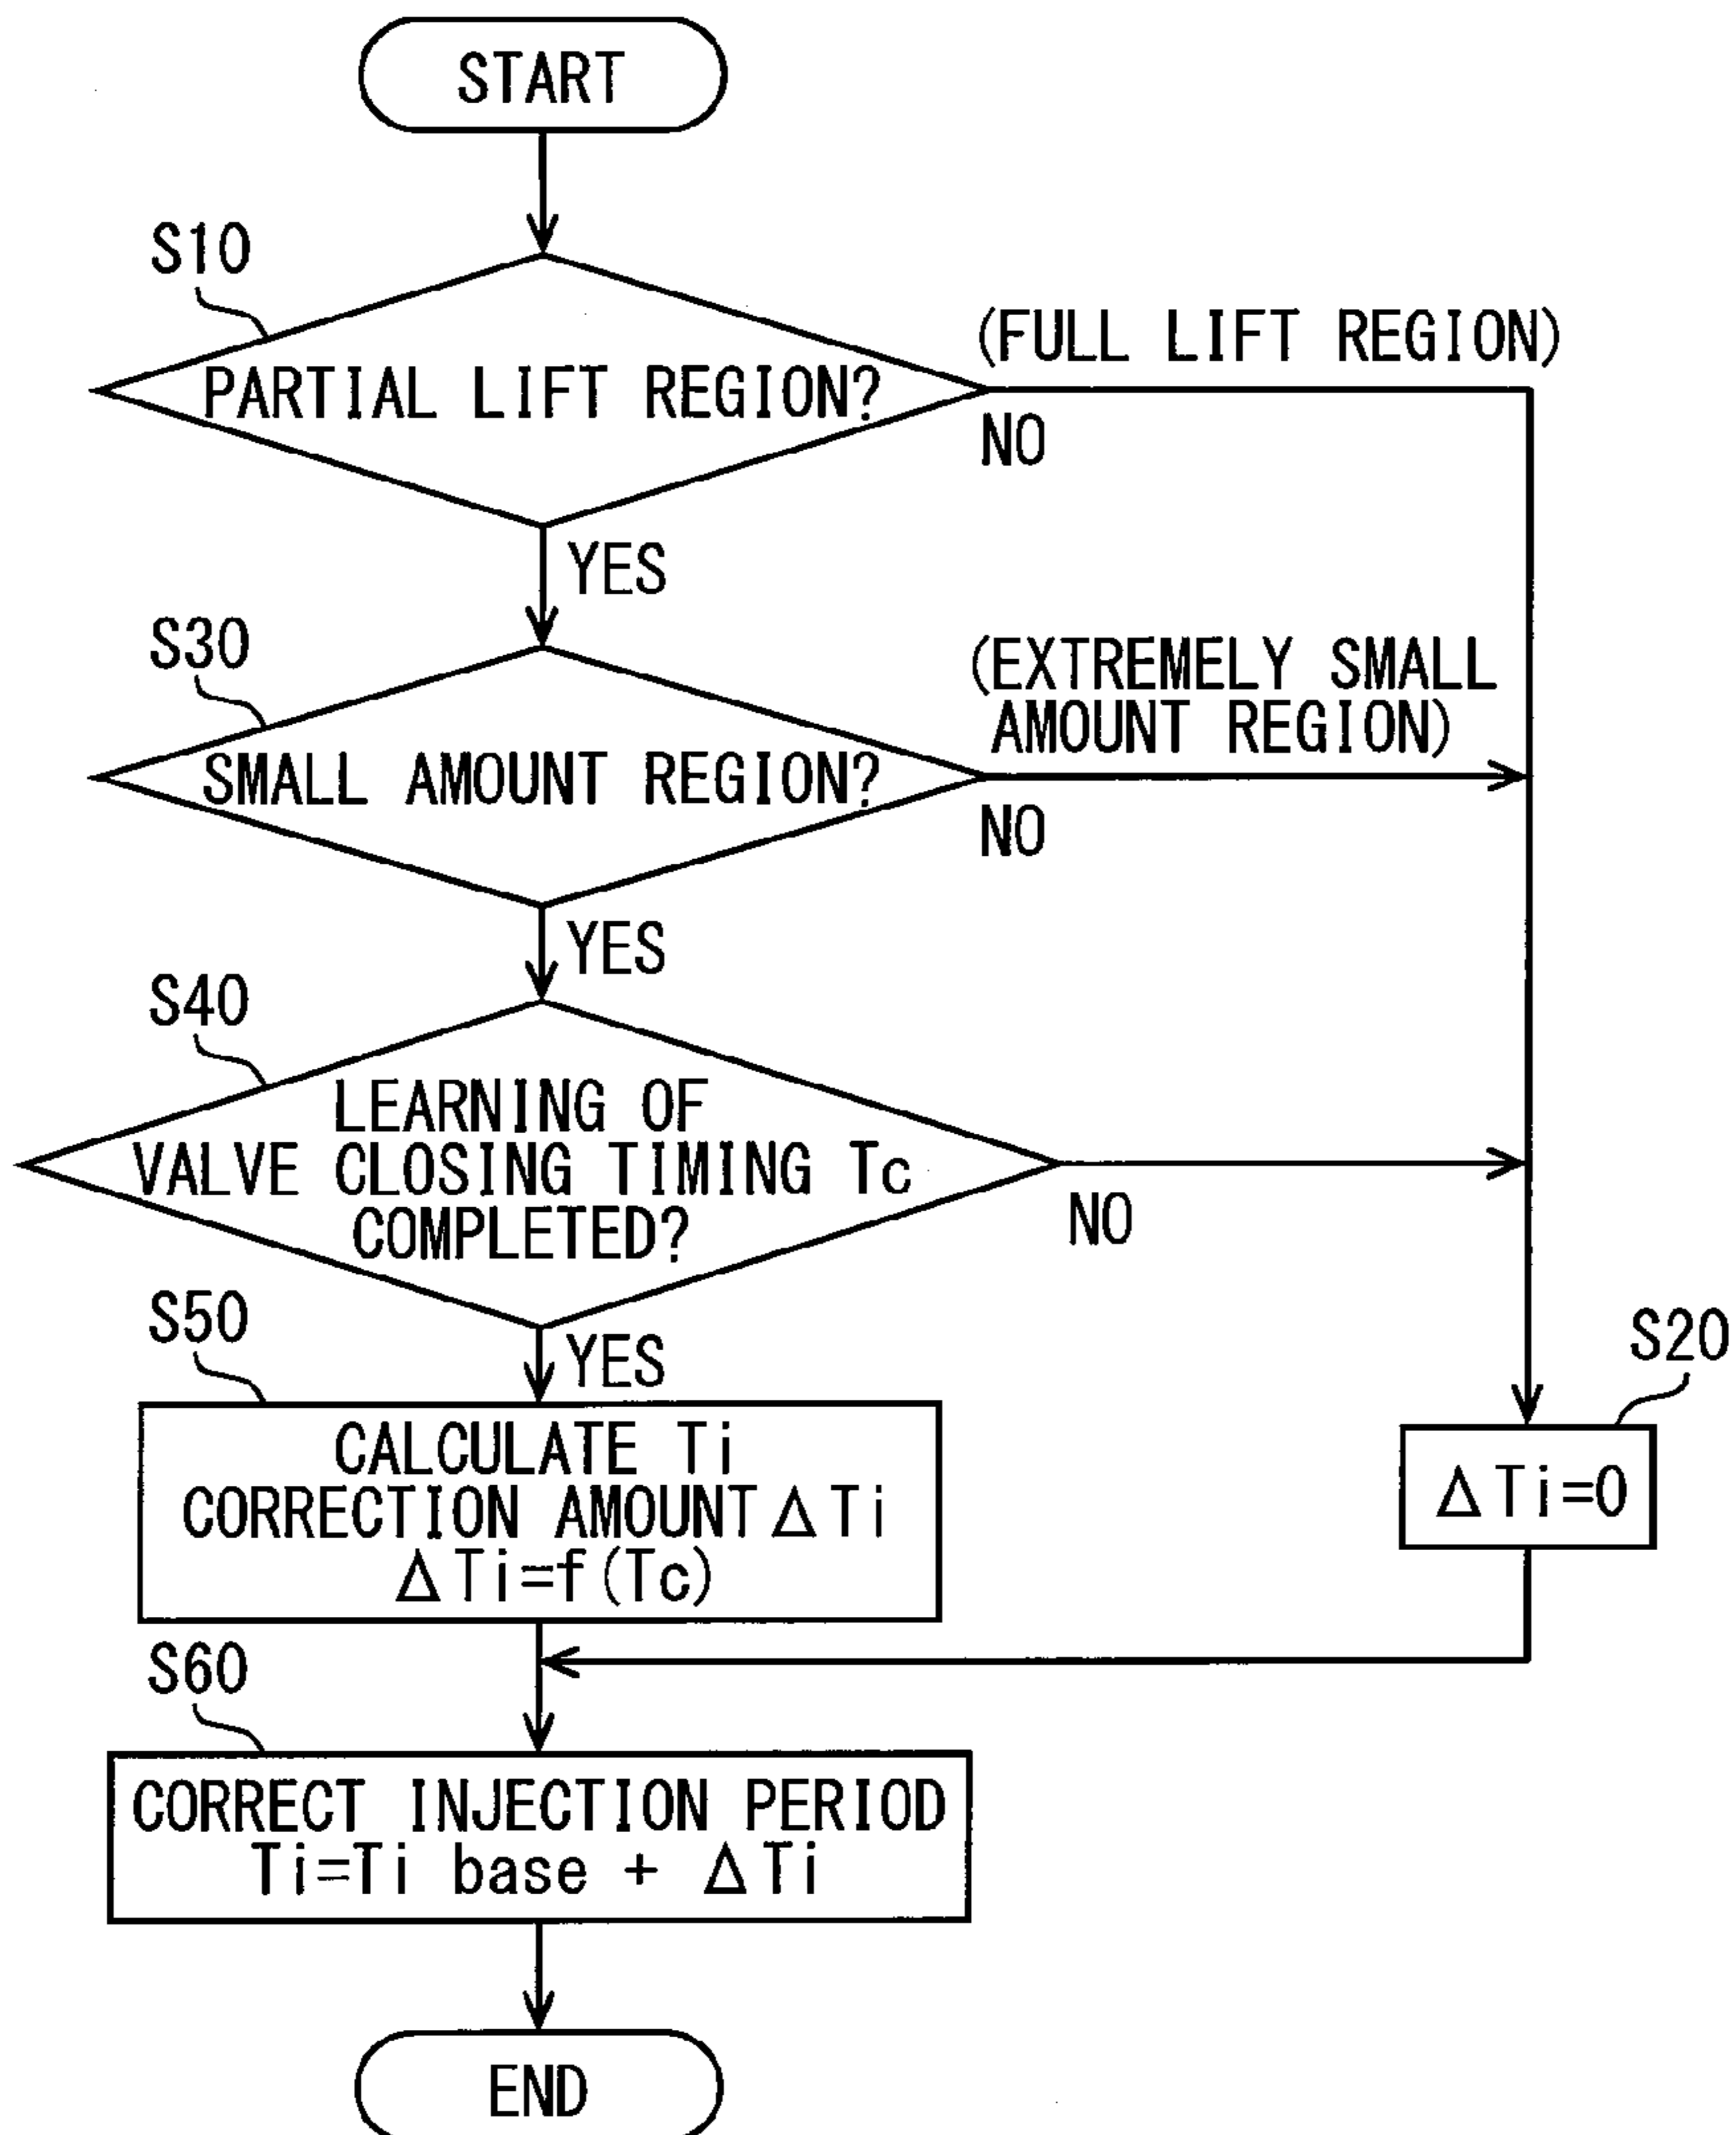 START
S10
(FULL LIFT REGION)
PARTIAL LIFT REGION?
NO
YES
S30
(EXTREMELY SMALL
AMOUNT REGION)
SMALL AMOUNT REGION?
NO
YES
S40
LEARNING OF
VALVE CLOSING TIMING Tc
COMPLETED?
NO
S50
YES
S20
CALCULATE Ti
CORRECTION AMOUNT ΔTi
ΔTi=f(Tc)
ΔTi=0
S60
CORRECT INJECTION PERIOD
Ti=Ti base + ΔTi
END